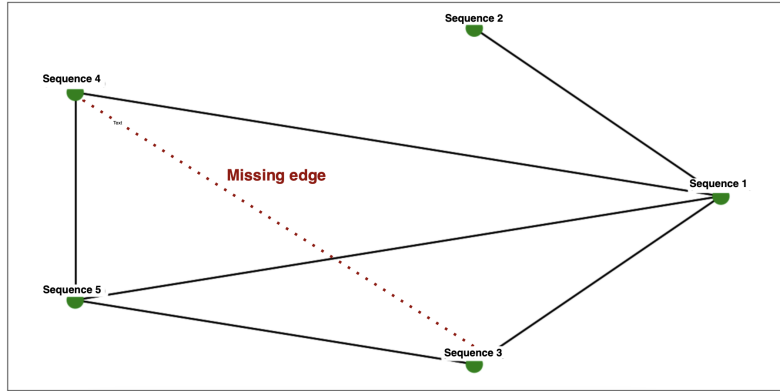 Sequence 2
Sequence 4
Text
Missing edge
Sequence 1
Sequence 5
Sequence 3